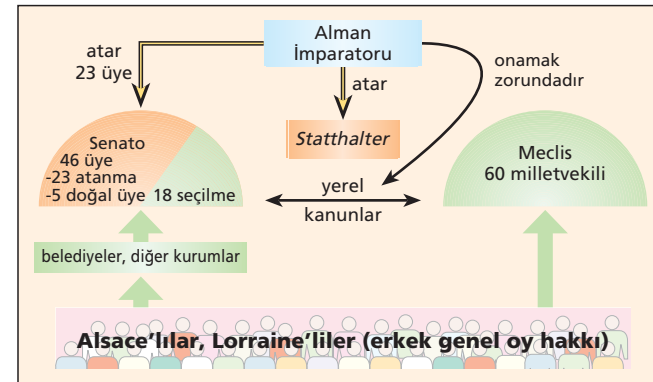 Alman
İmparatoru
atar
23 üye
atar
onamak
zorundadır
Statthalter
Senato
46 üye
-23 atanma
-5 doğal üye 18 seçilme
Meclis
60 milletvekili
yerel
kanunlar
belediyeler, diğer kurumlar
Alsace’lılar, Lorraine’liler (erkek genel oy hakkı)